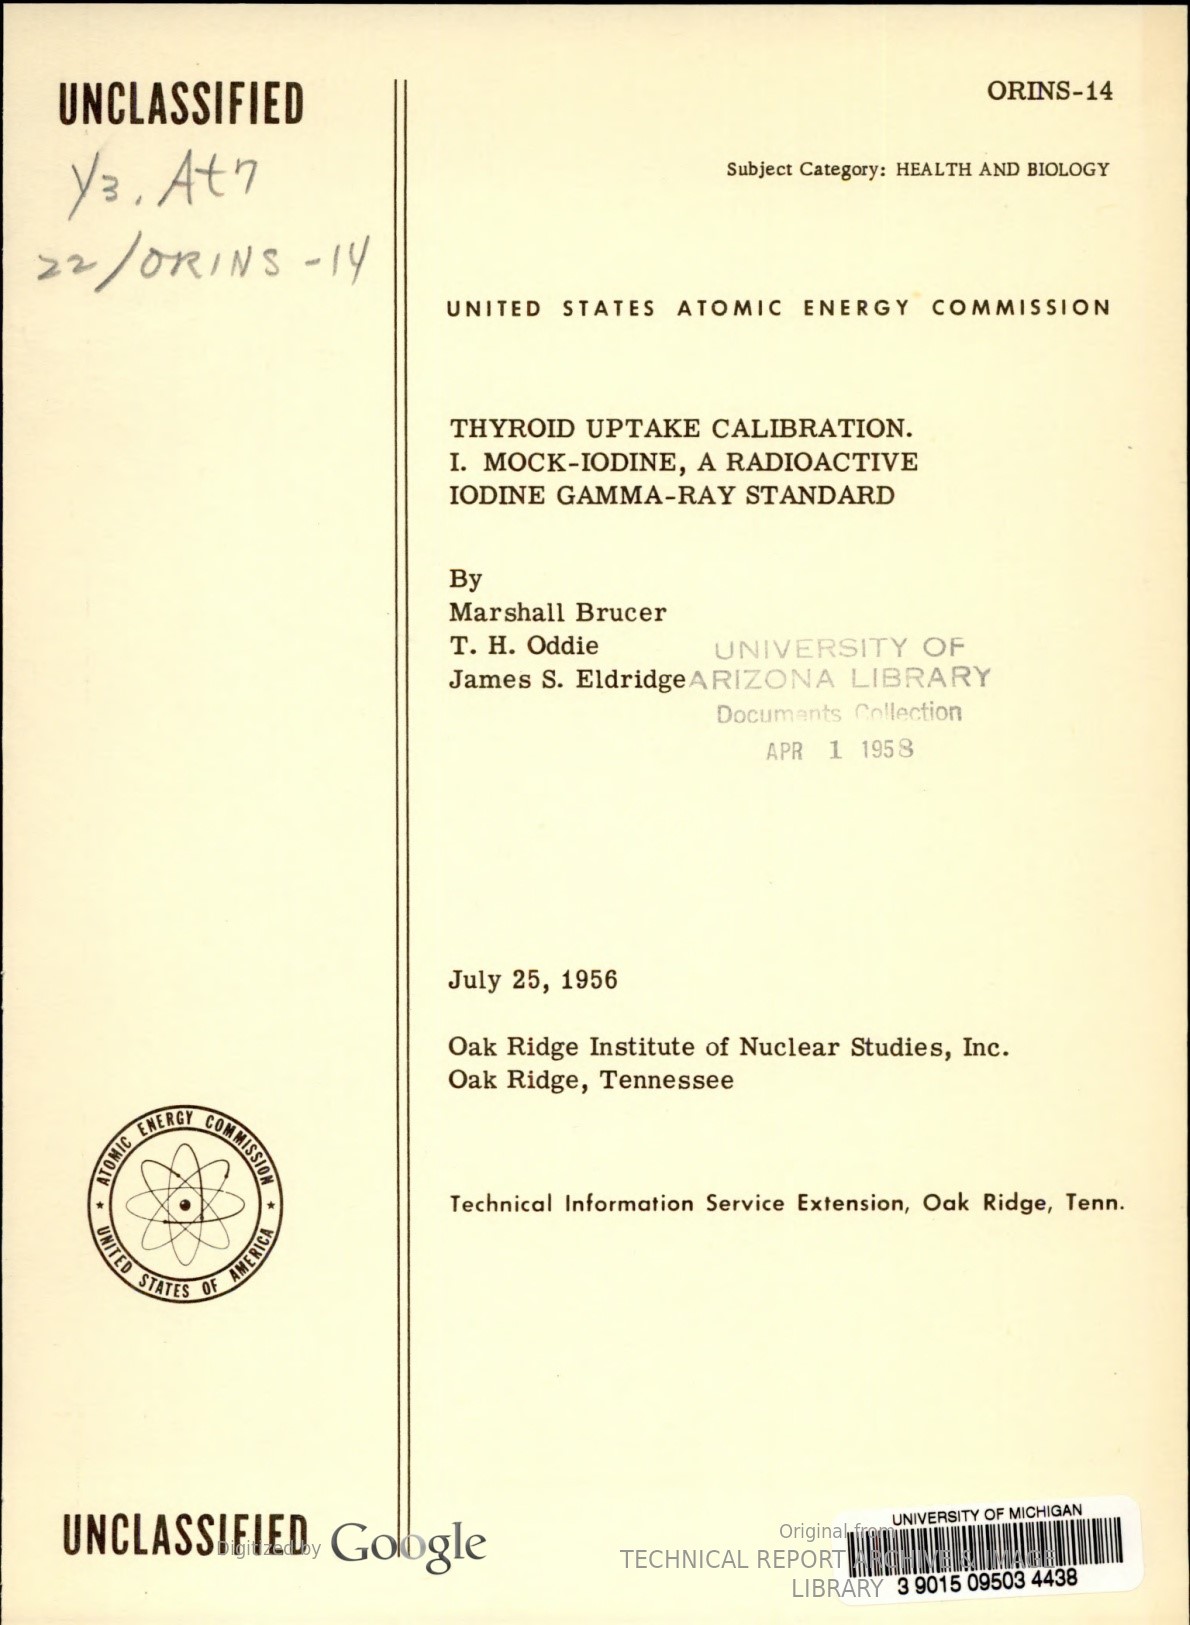 UNCLASSIFIED
Y3. At7
22/ORINS-14
ORINS-14
Subject Category: HEALTH AND BIOLOGY
UNITED STATES ATOMIC ENERGY COMMISSION
THYROID UPTAKE CALIBRATION.
I. MOCK-IODINE, A RADIOACTIVE
IODINE GAMMA-RAY STANDARD
By
Marshall Brucer
T. H. Oddie
James S. Eldridge
UNIVERSITY OF
ARIZONA LIBRARY
Documents Collection
APR 1 1958
July 25, 1956
Oak Ridge Institute of Nuclear Studies, Inc.
Oak Ridge, Tennessee
ATOMIC ENERGY COMMISSION
UNITED STATES OF AMERICA
Technical Information Service Extension, Oak Ridge, Tenn.
UNCLASSIFIED
Digitized by Google
Original from
TECHNICAL REPORT ARCHIVE & IMAGE
LIBRARY
UNIVERSITY OF MICHIGAN
3 9015 09503 4438